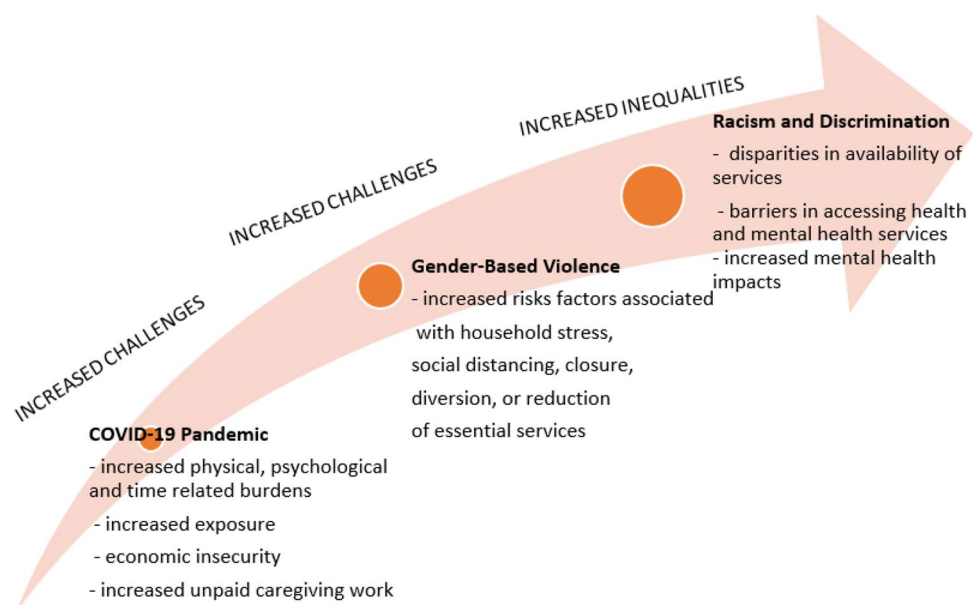 INCREASED CHALLENGES
COVID-19 Pandemic
- increased physical, psychological
and time related burdens
- increased exposure
- economic insecurity
- increased unpaid caregiving work
INCREASED CHALLENGES
Gender-Based Violence
- increased risks factors associated
with household stress,
social distancing, closure,
diversion, or reduction
of essential services
INCREASED INEQUALITIES
Racism and Discrimination
- disparities in availability of
services
- barriers in accessing health
and mental health services
- increased mental health
impacts